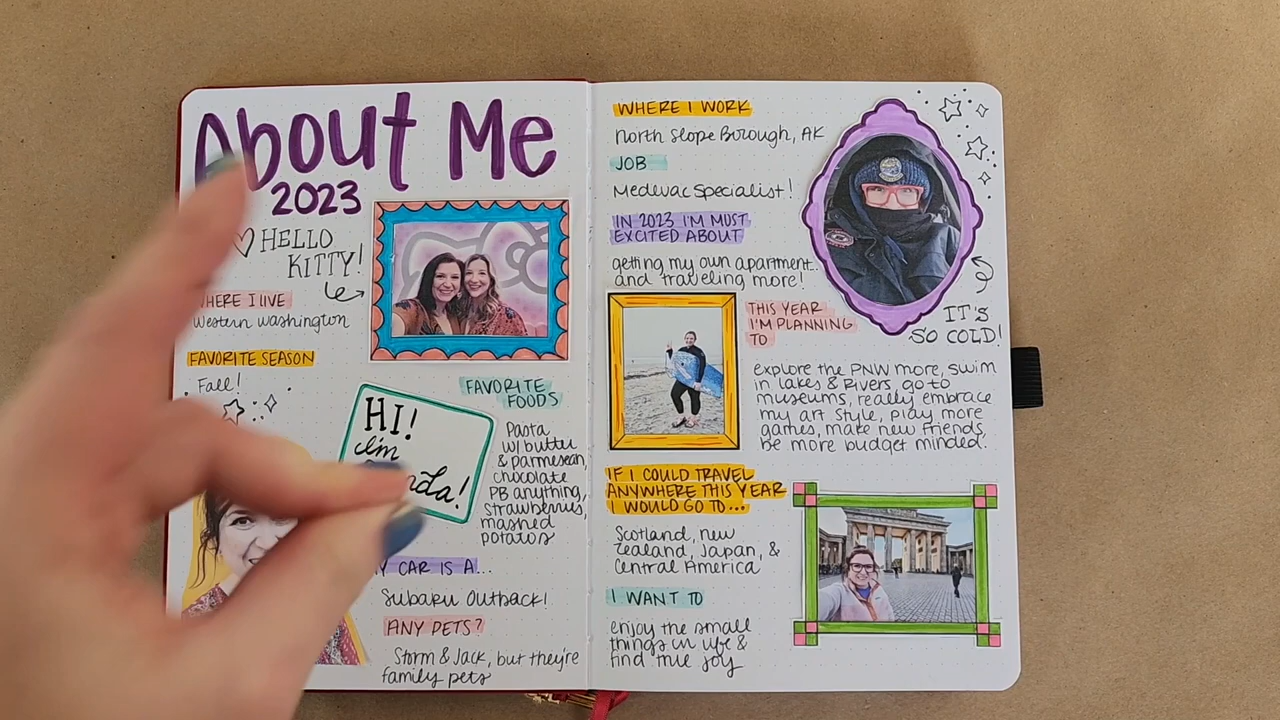 About Me
2023
HELLO
KITTY!
WHERE I LIVE
Western Washington
FAVORITE SEASON
Fall!
HI!
I'm
FAVORITE
FOODS
Pasta
w/ butter
& parmesean,
chocolate
PB anything,
strawberries,
mashed
potatos
CAR IS A...
Subaru Outback!
ANY PETS?
Storm & Jack, but they're
family pets
WHERE I WORK
North Slope Borough, AK
JOB
Medevac Specialist!
IN 2023 I'M MOST
EXCITED ABOUT
getting my own apartment..
and traveling more!
THIS YEAR
I'M PLANNING
TO
explore the PNW more, swim
in lakes & Rivers, go to
museums, really embrace
my art style, play more
games, make new friends,
be more budget minded.
IT'S
SO COLD!
IF I COULD TRAVEL
ANYWHERE THIS YEAR
I WOULD GO TO...
Scotland, new
Zealand, Japan, &
Central America
I WANT TO
enjoy the small
things in life &
find true joy